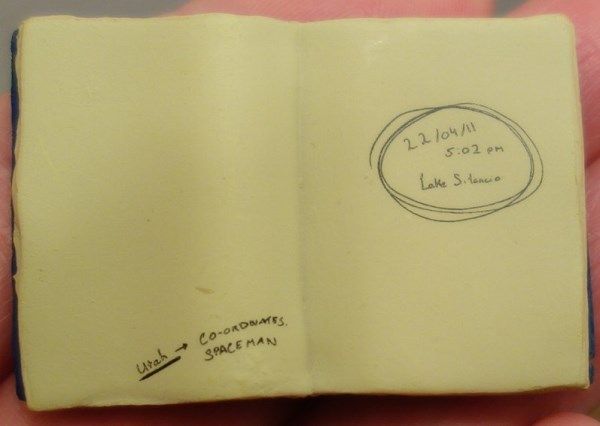 Utah → CO-ORDINATES.
SPACEMAN
22/04/11
5:02 pm
Lake Silencio